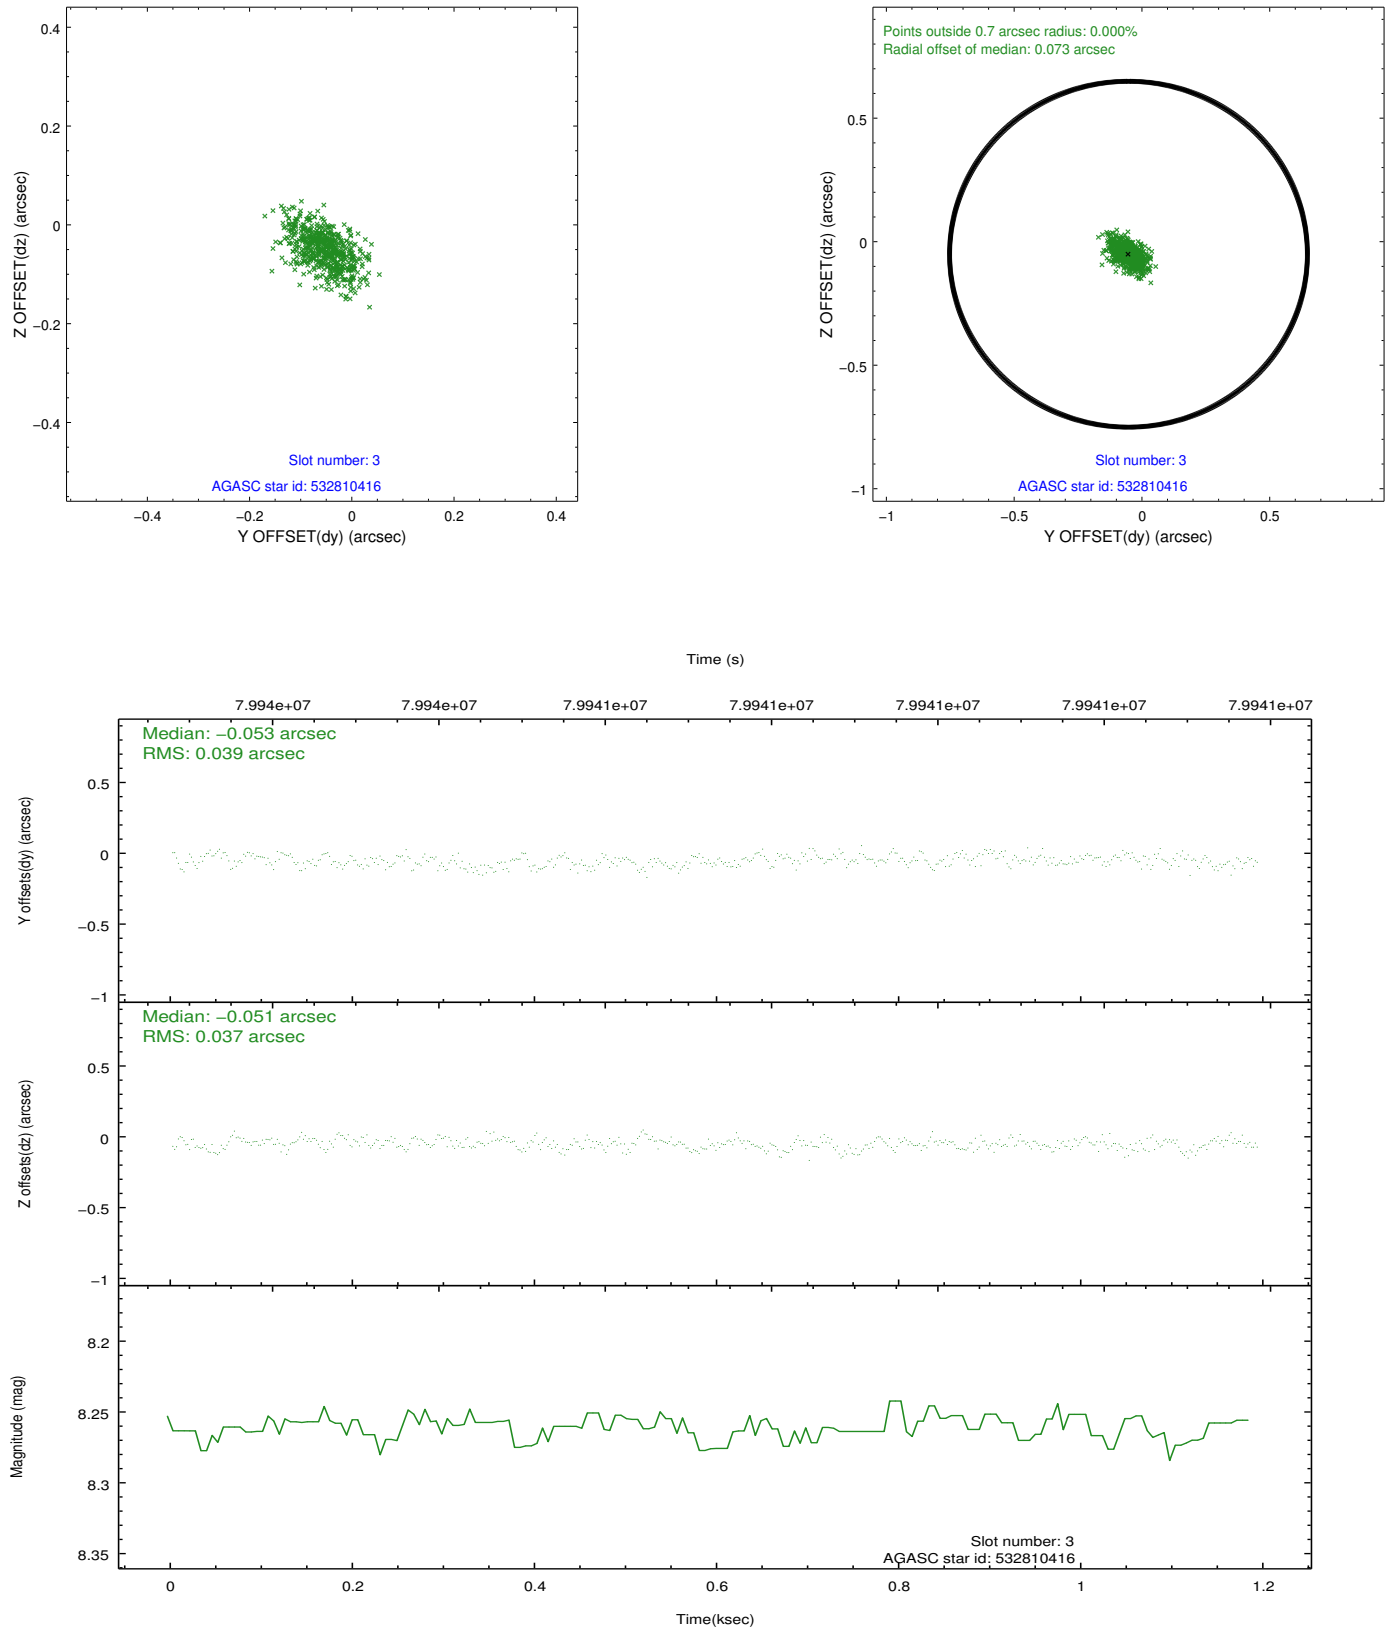 0.4
0.2
0
−0.2
−0.4
Z OFFSET(dz) (arcsec)
Slot number: 3
AGASC star id: 532810416
−0.4 −0.2 0 0.2 0.4
Y OFFSET(dy) (arcsec)
Points outside 0.7 arcsec radius: 0.000%
Radial offset of median: 0.073 arcsec
0.5
0
−0.5
−1
Z OFFSET(dz) (arcsec)
Slot number: 3
AGASC star id: 532810416
−1 −0.5 0 0.5
Y OFFSET(dy) (arcsec)
Time (s)
7.994e+07 7.994e+07 7.9941e+07 7.9941e+07 7.9941e+07 7.9941e+07 7.9941e+07
Median: −0.053 arcsec
RMS: 0.039 arcsec
0.5
0
−0.5
−1
Y offsets(dy) (arcsec)
Median: −0.051 arcsec
RMS: 0.037 arcsec
0.5
0
−0.5
−1
Z offsets(dz) (arcsec)
8.2
8.25
8.3
8.35
Magnitude (mag)
Slot number: 3
AGASC star id: 532810416
0 0.2 0.4 0.6 0.8 1 1.2
Time(ksec)